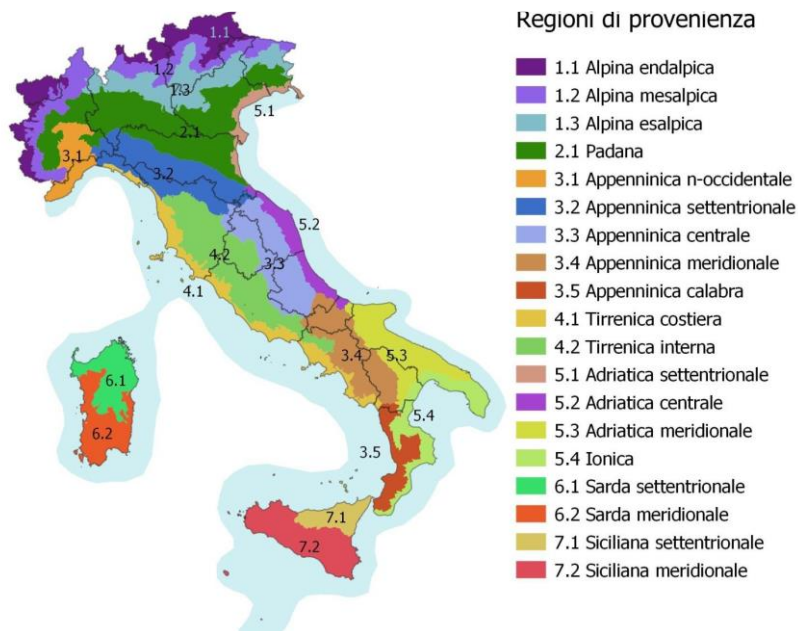 Regioni di provenienza
1.1 Alpina endalpica
1.2 Alpina mesalpica
1.3 Alpina esalpica
2.1 Padana
3.1 Appenninica n-occidentale
3.2 Appenninica settentrionale
3.3 Appenninica centrale
3.4 Appenninica meridionale
3.5 Appenninica calabra
4.1 Tirrenica costiera
4.2 Tirrenica interna
5.1 Adriatica settentrionale
5.2 Adriatica centrale
5.3 Adriatica meridionale
5.4 Ionica
6.1 Sarda settentrionale
6.2 Sarda meridionale
7.1 Siciliana settentrionale
7.2 Siciliana meridionale
1.1
1.2
1.3
5.1
2.1
3.1
3.2
5.2
4.2
3.3
4.1
3.4
5.3
6.1
5.4
6.2
3.5
7.1
7.2